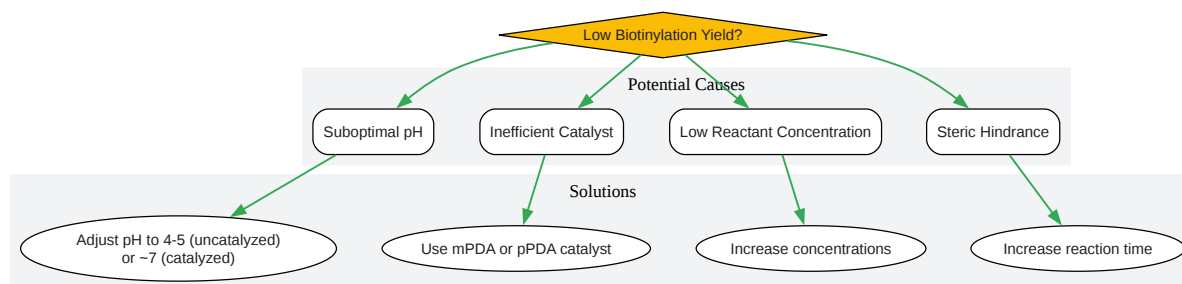 Low Biotinylation Yield?
Potential Causes
Suboptimal pH
Inefficient Catalyst
Low Reactant Concentration
Steric Hindrance
Solutions
Adjust pH to 4-5 (uncatalyzed)
or ~7 (catalyzed)
Use mPDA or pPDA catalyst
Increase concentrations
Increase reaction time